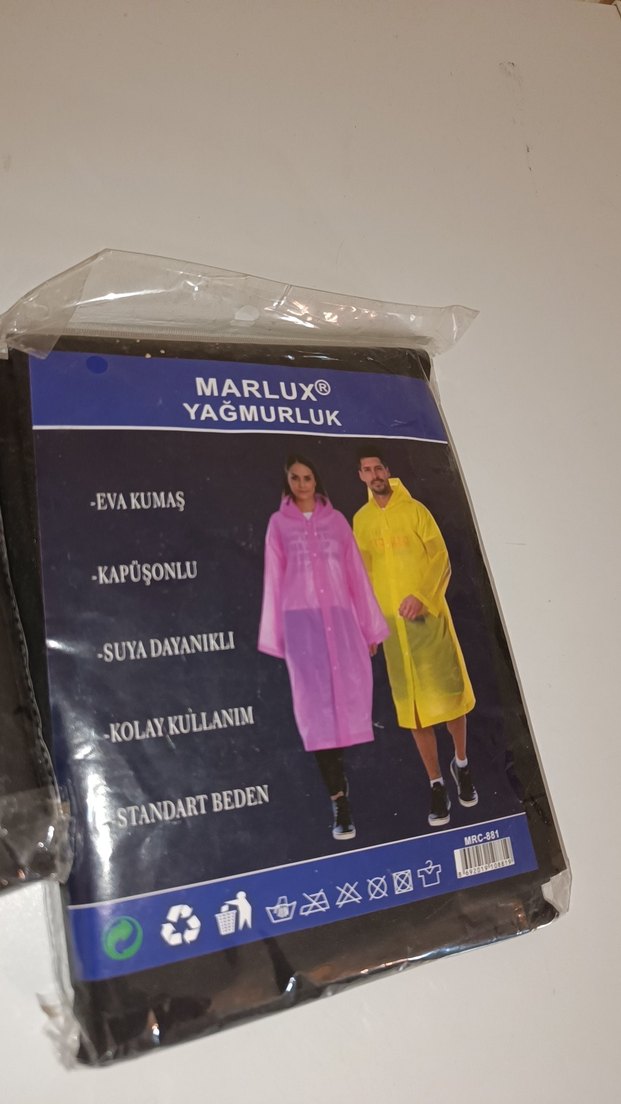 MARLUX®
YAĞMURLUK
-EVA KUMAŞ
-KAPÜŞONLU
-SUYA DAYANIKLI
-KOLAY KULLANIM
-STANDART BEDEN
MRC-881